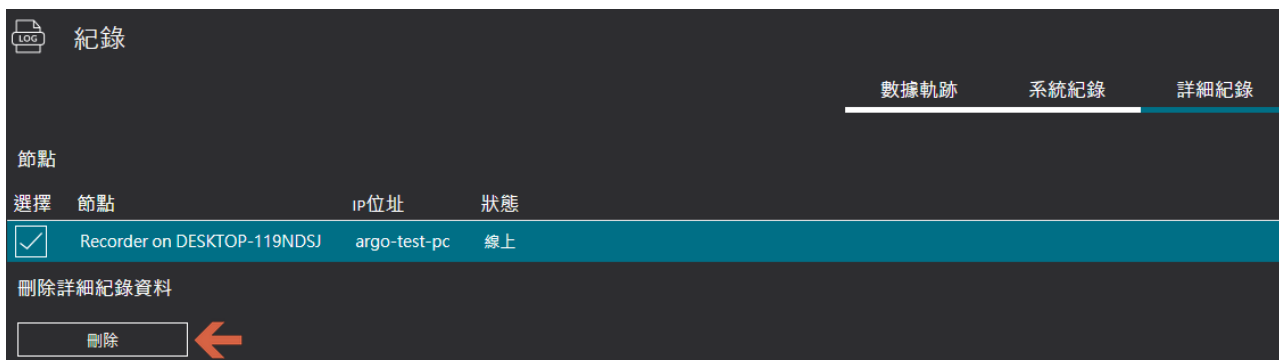 LOG 紀錄
數據軌跡 系統紀錄 詳細紀錄
節點
選擇 節點 IP位址 狀態
Recorder on DESKTOP-119NDSJ argo-test-pc 線上
刪除詳細紀錄資料
刪除